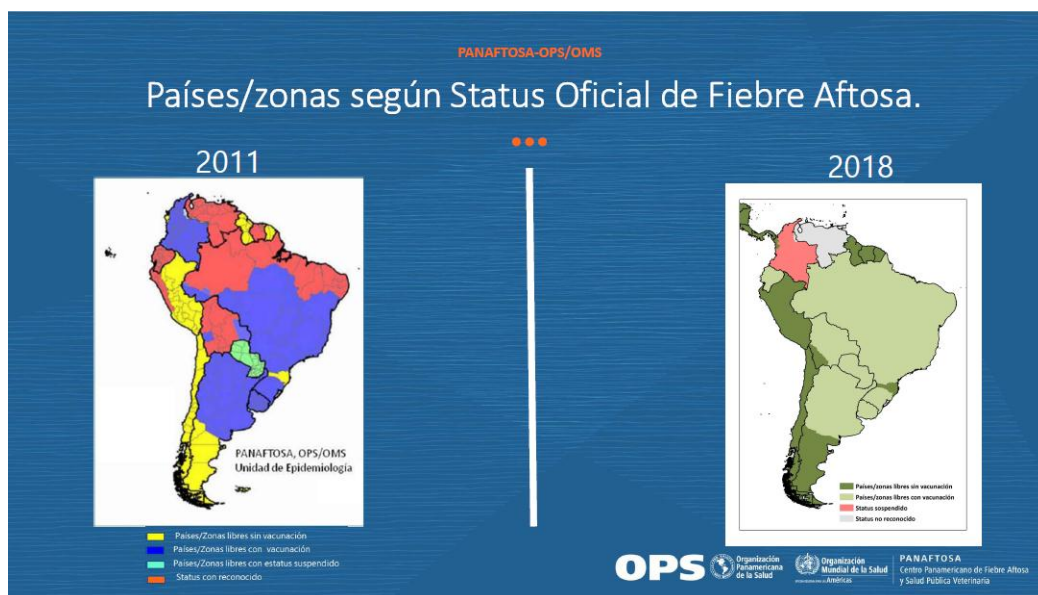 PANAFTOSA-OPS/OMS
Países/zonas según Status Oficial de Fiebre Aftosa.
2011
PANAFTOSA, OPS/OMS
Unidad de Epidemiología
Países/Zonas libres sin vacunación
Países/Zonas libres con vacunación
Países/Zonas libres con estatus suspendido
Status con reconocido
2018
Países/zonas libres sin vacunación
Países/zonas libres con vacunación
Status sospendido
Status no reconocido
OPS
Organización
Panamericana
de la Salud
Organización
Mundial de la Salud
Américas
PANAFTOSA
Centro Panamericano de Fiebre Aftosa
y Salud Pública Veterinaria